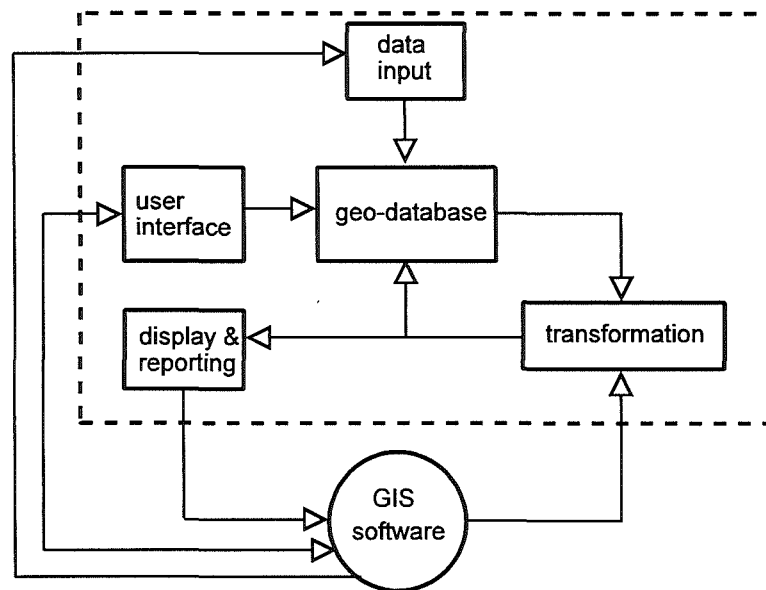 data
input
user
interface
geo-database
display &
reporting
transformation
GIS
software